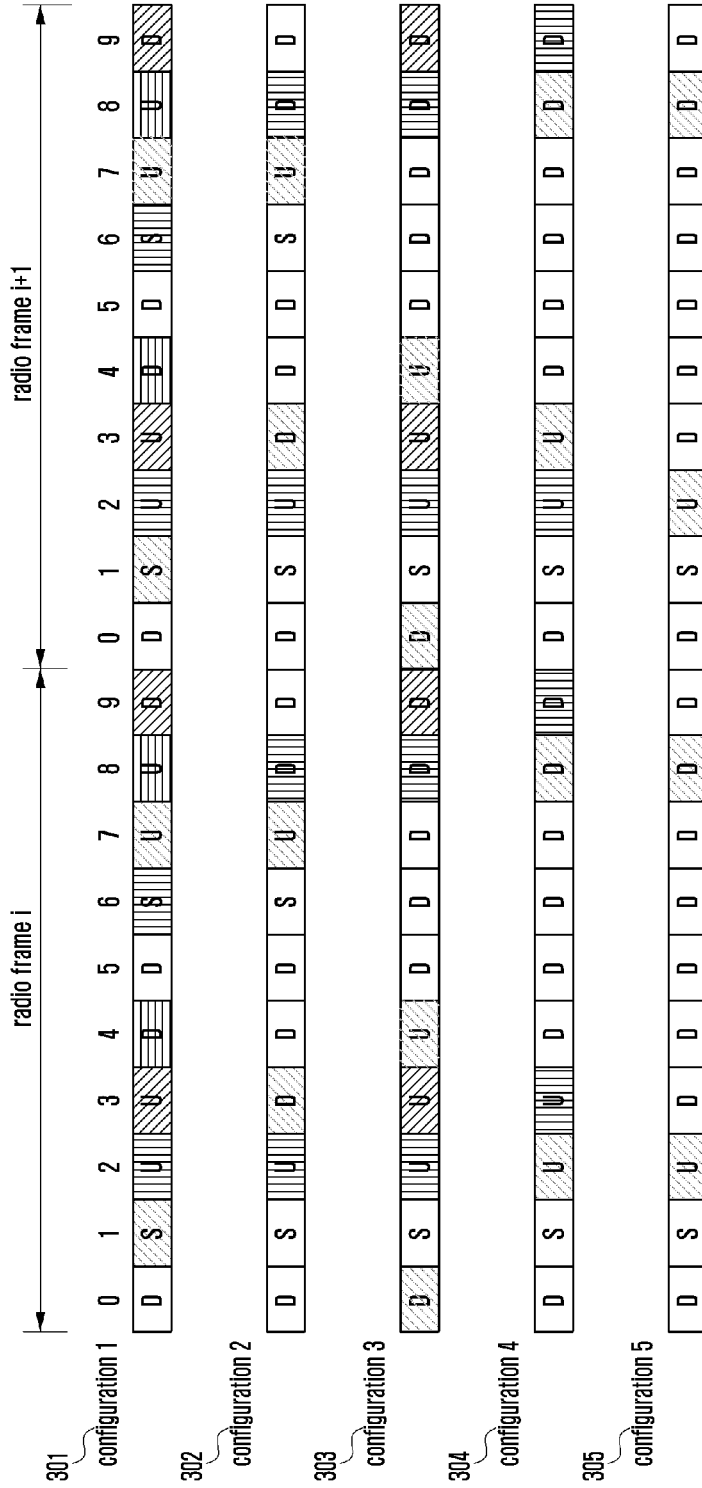 radio frame i radio frame i+1
0 1 2 3 4 5 6 7 8 9 0 1 2 3 4 5 6 7 8 9
301
configuration 1 D S U U D D S U U D D S U U D D S U U D
302
configuration 2 D S U D D D S U D D D S U D D D S U D D
303
configuration 3 D S U U U D D D D D D S U U U D D D D D
304
configuration 4 D S U U D D D D D D D S U U D D D D D D
305
configuration 5 D S U D D D D D D D D S U D D D D D D D